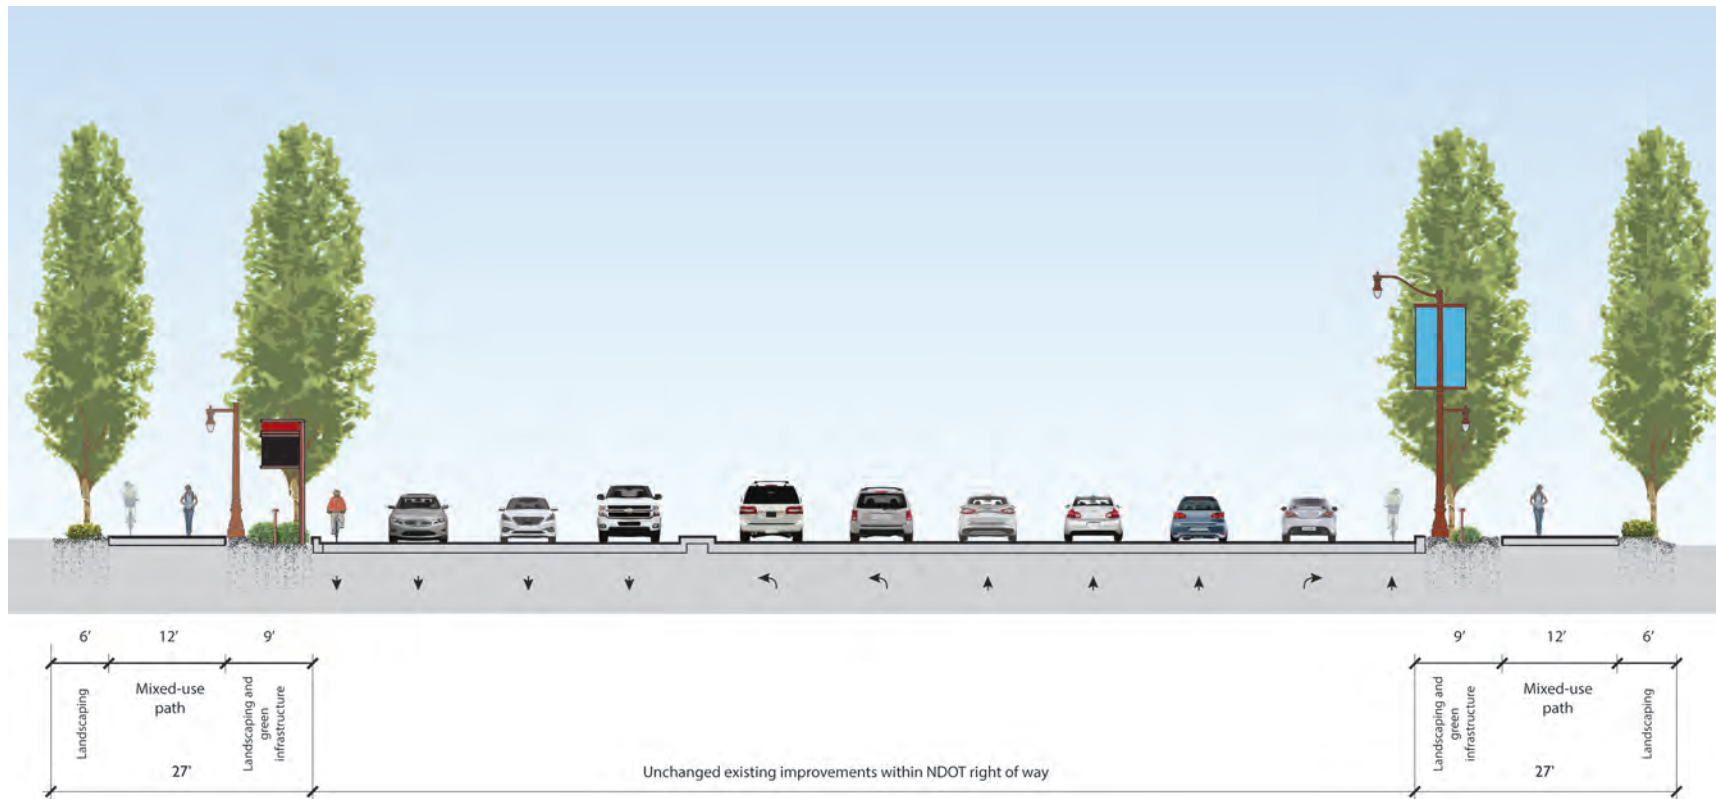 6’ 12’ 9’
Landscaping
Mixed-use
path
Landscaping and
green
infrastructure
27’
Unchanged existing improvements within NDOT right of way
9’ 12’ 6’
Landscaping and
green
infrastructure
Mixed-use
path
Landscaping
27’